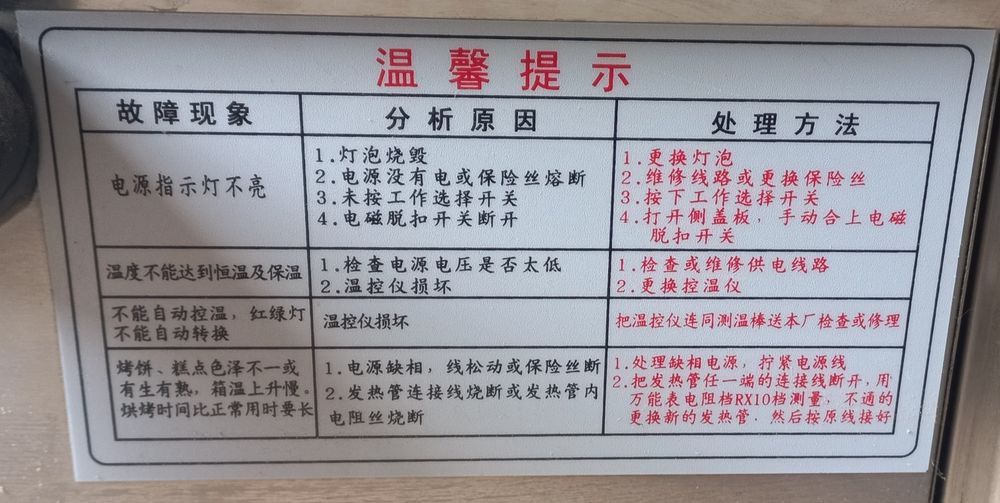 温馨提示
故障现象 分析原因 处理方法
电源指示灯不亮
1.灯泡烧毁
2.电源没有电或保险丝熔断
3.未按工作选择开关
4.电磁脱扣开关断开
1.更换灯泡
2.维修线路或更换保险丝
3.按下工作选择开关
4.打开侧盖板，手动合上电磁
脱扣开关
温度不能达到恒温及保温
1.检查电源电压是否太低
2.温控仪损坏
1.检查或维修供电线路
2.更换控温仪
不能自动控温，红绿灯
不能自动转换
温控仪损坏
把温控仪连同测温棒送本厂检查或修理
烤饼、糕点色泽不一或
有生有熟，箱温上升慢。
烘烤时间比正常用时要长
1.电源缺相，线松动或保险丝断
2.发热管连接线烧断或发热管内
电阻丝烧断
1.处理缺相电源，拧紧电源线
2.把发热管任一端的连接线断开，用
万能表电阻档RX10档测量，不通的
更换新的发热管．然后按原线接好